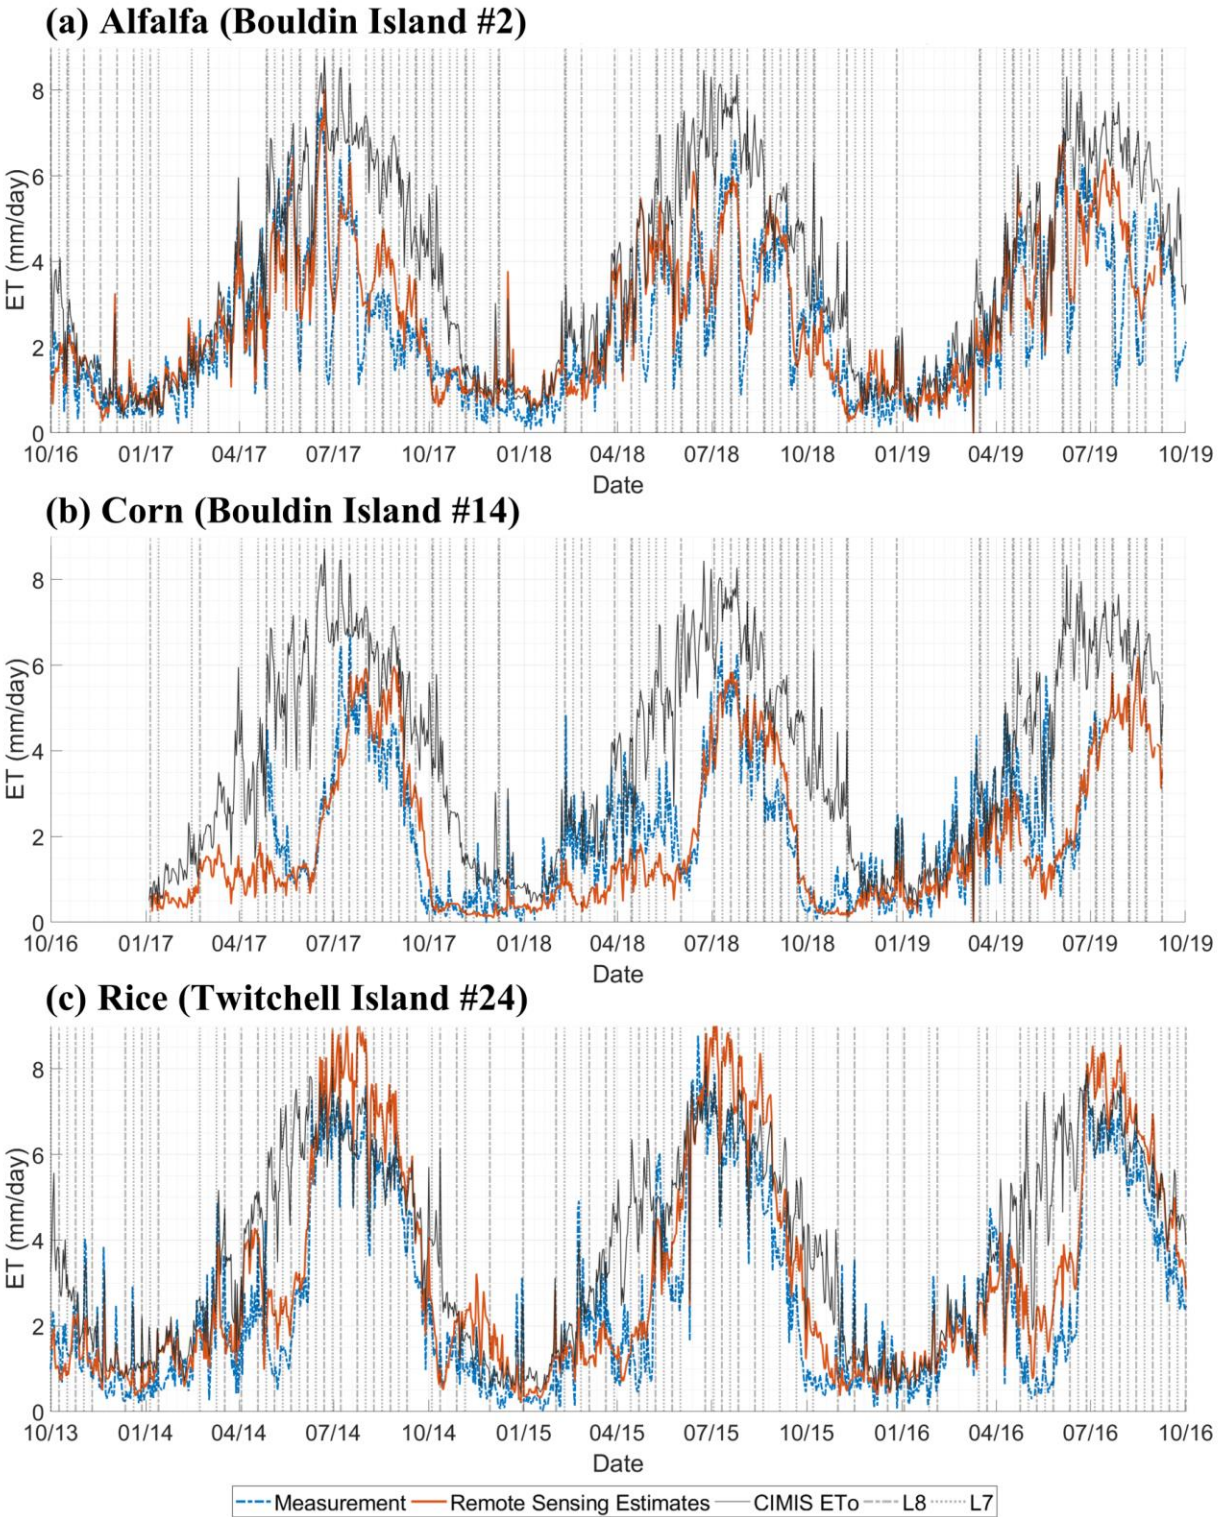 (a) Alfalfa (Bouldin Island #2)
8
6
4
2
0
ET (mm/day)
10/16 01/17 04/17 07/17 10/17 01/18 04/18 07/18 10/18 01/19 04/19 07/19 10/19
Date
(b) Corn (Bouldin Island #14)
8
6
4
2
0
ET (mm/day)
10/16 01/17 04/17 07/17 10/17 01/18 04/18 07/18 10/18 01/19 04/19 07/19 10/19
Date
(c) Rice (Twitchell Island #24)
8
6
4
2
0
ET (mm/day)
10/13 01/14 04/14 07/14 10/14 01/15 04/15 07/15 10/15 01/16 04/16 07/16 10/16
Date
Measurement Remote Sensing Estimates CIMIS ETo L8 L7